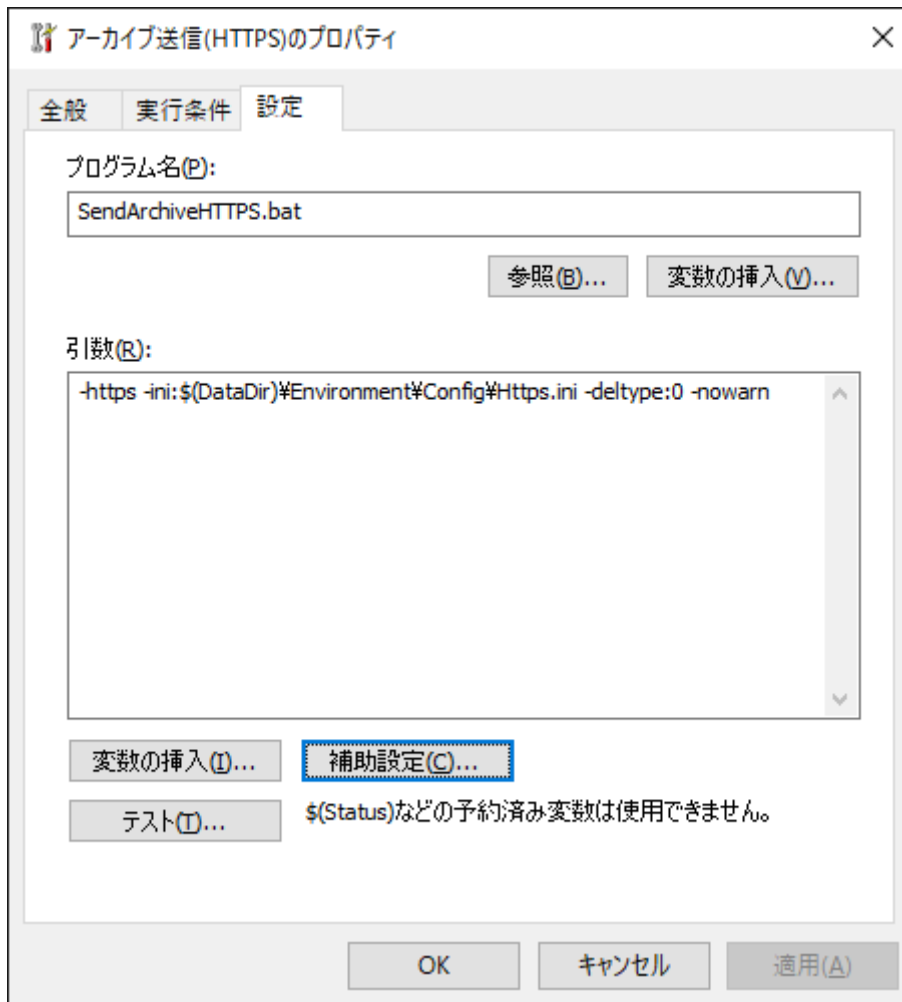 アーカイブ送信(HTTPS)のプロパティ
全般 実行条件 設定
プログラム名(P):
SendArchiveHTTPS.bat
参照(B)... 変数の挿入(V)...
引数(R):
-https -ini:$(DataDir)¥Environment¥Config¥Https.ini -deltype:0 -nowarn
変数の挿入(I)... 補助設定(C)...
テスト(T)... $(Status)などの予約済み変数は使用できません。
OK キャンセル 適用(A)